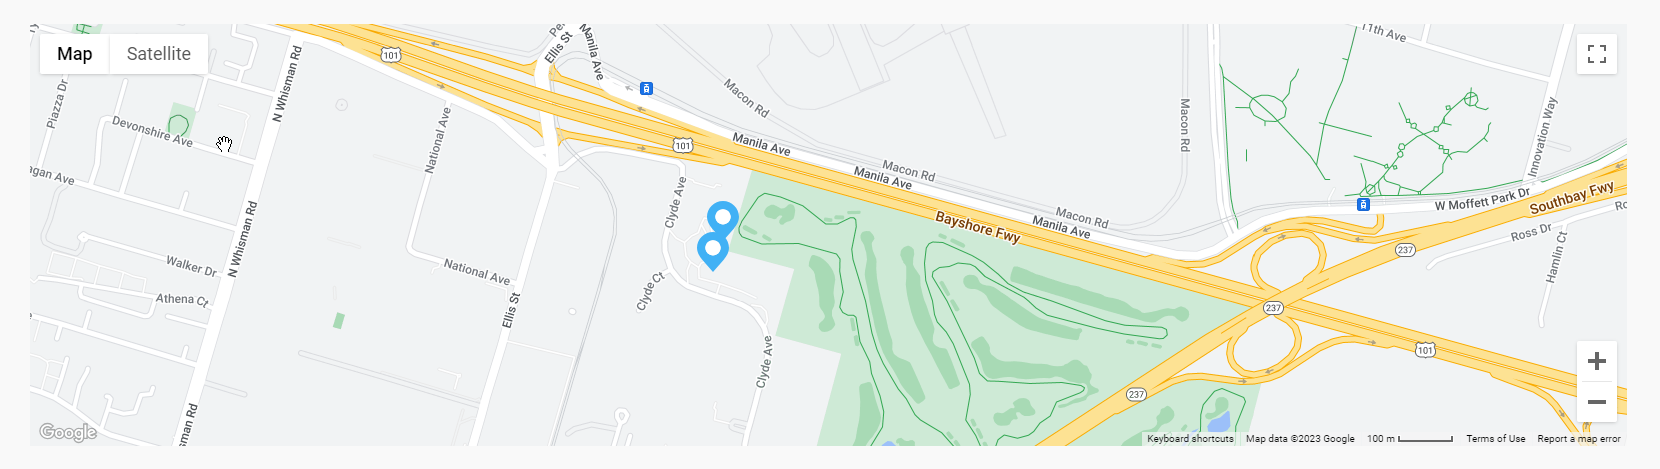 Map
Satellite
101
Ellis St
Manila Ave
11th Ave
N Whisman Rd
Piazza Dr
Macon Rd
Devonshire Ave
National Ave
101
Manila Ave
Macon Rd
Innovation Way
Macon Rd
agan Ave
Manila Ave
Clyde Ave
W Moffett Park Dr
Southbay Fwy
N Whisman Rd
Bayshore Fwy
Macon Rd
Manila Ave
Ross Dr
237
Hamlin Ct
Walker Dr
National Ave
Clyde Ct
Athena Ct
Ellis St
237
101
Clyde Ave
237
sman Rd
Google
Keyboard shortcuts
Map data ©2023 Google
100 m
Terms of Use
Report a map error